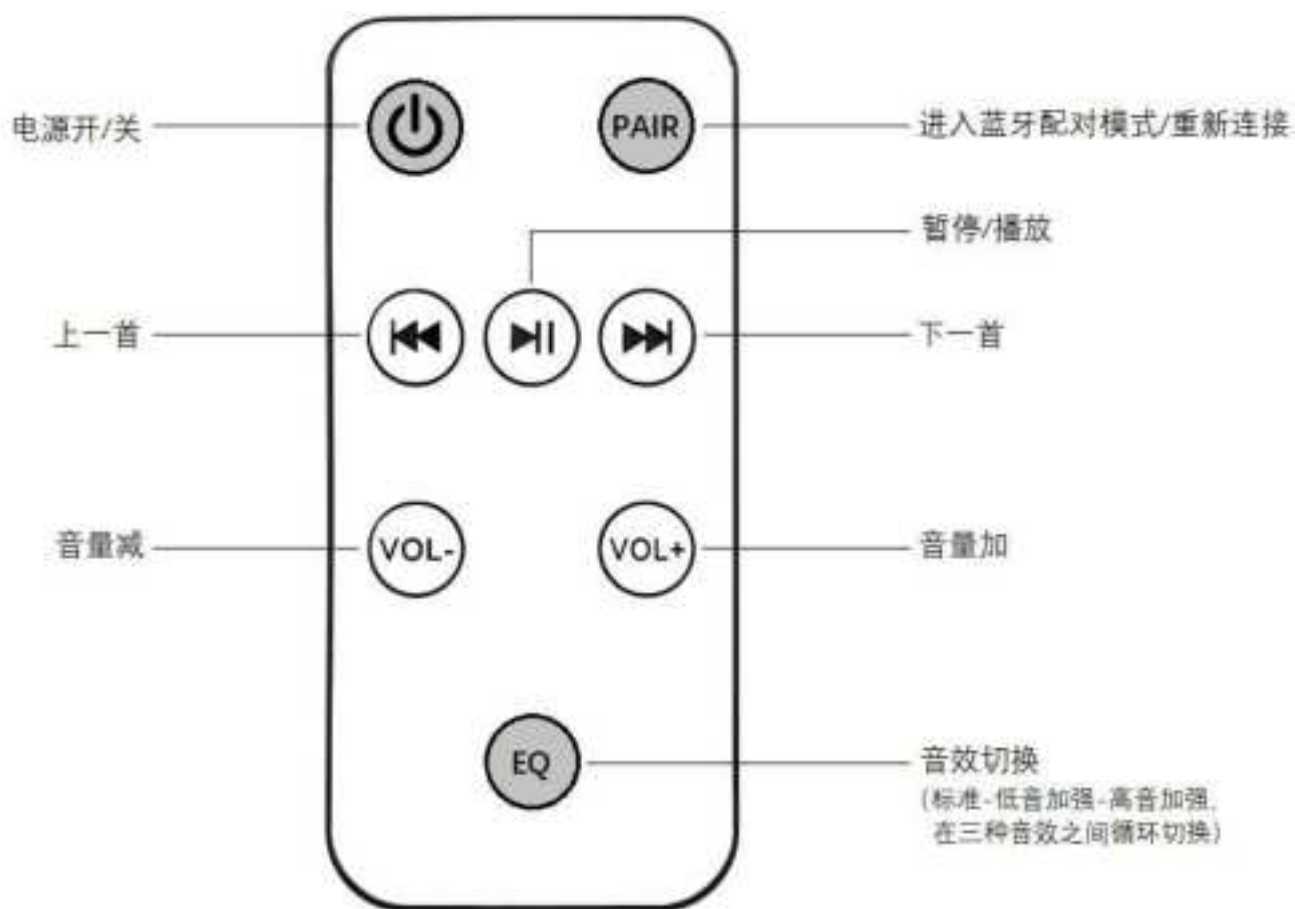 电源开/关
PAIR
进入蓝牙配对模式/重新连接
暂停/播放
上一首
下一首
音量减
VOL-
VOL+
音量加
EQ
音效切换
(标准-低音加强-高音加强,
在三种音效之间循环切换)